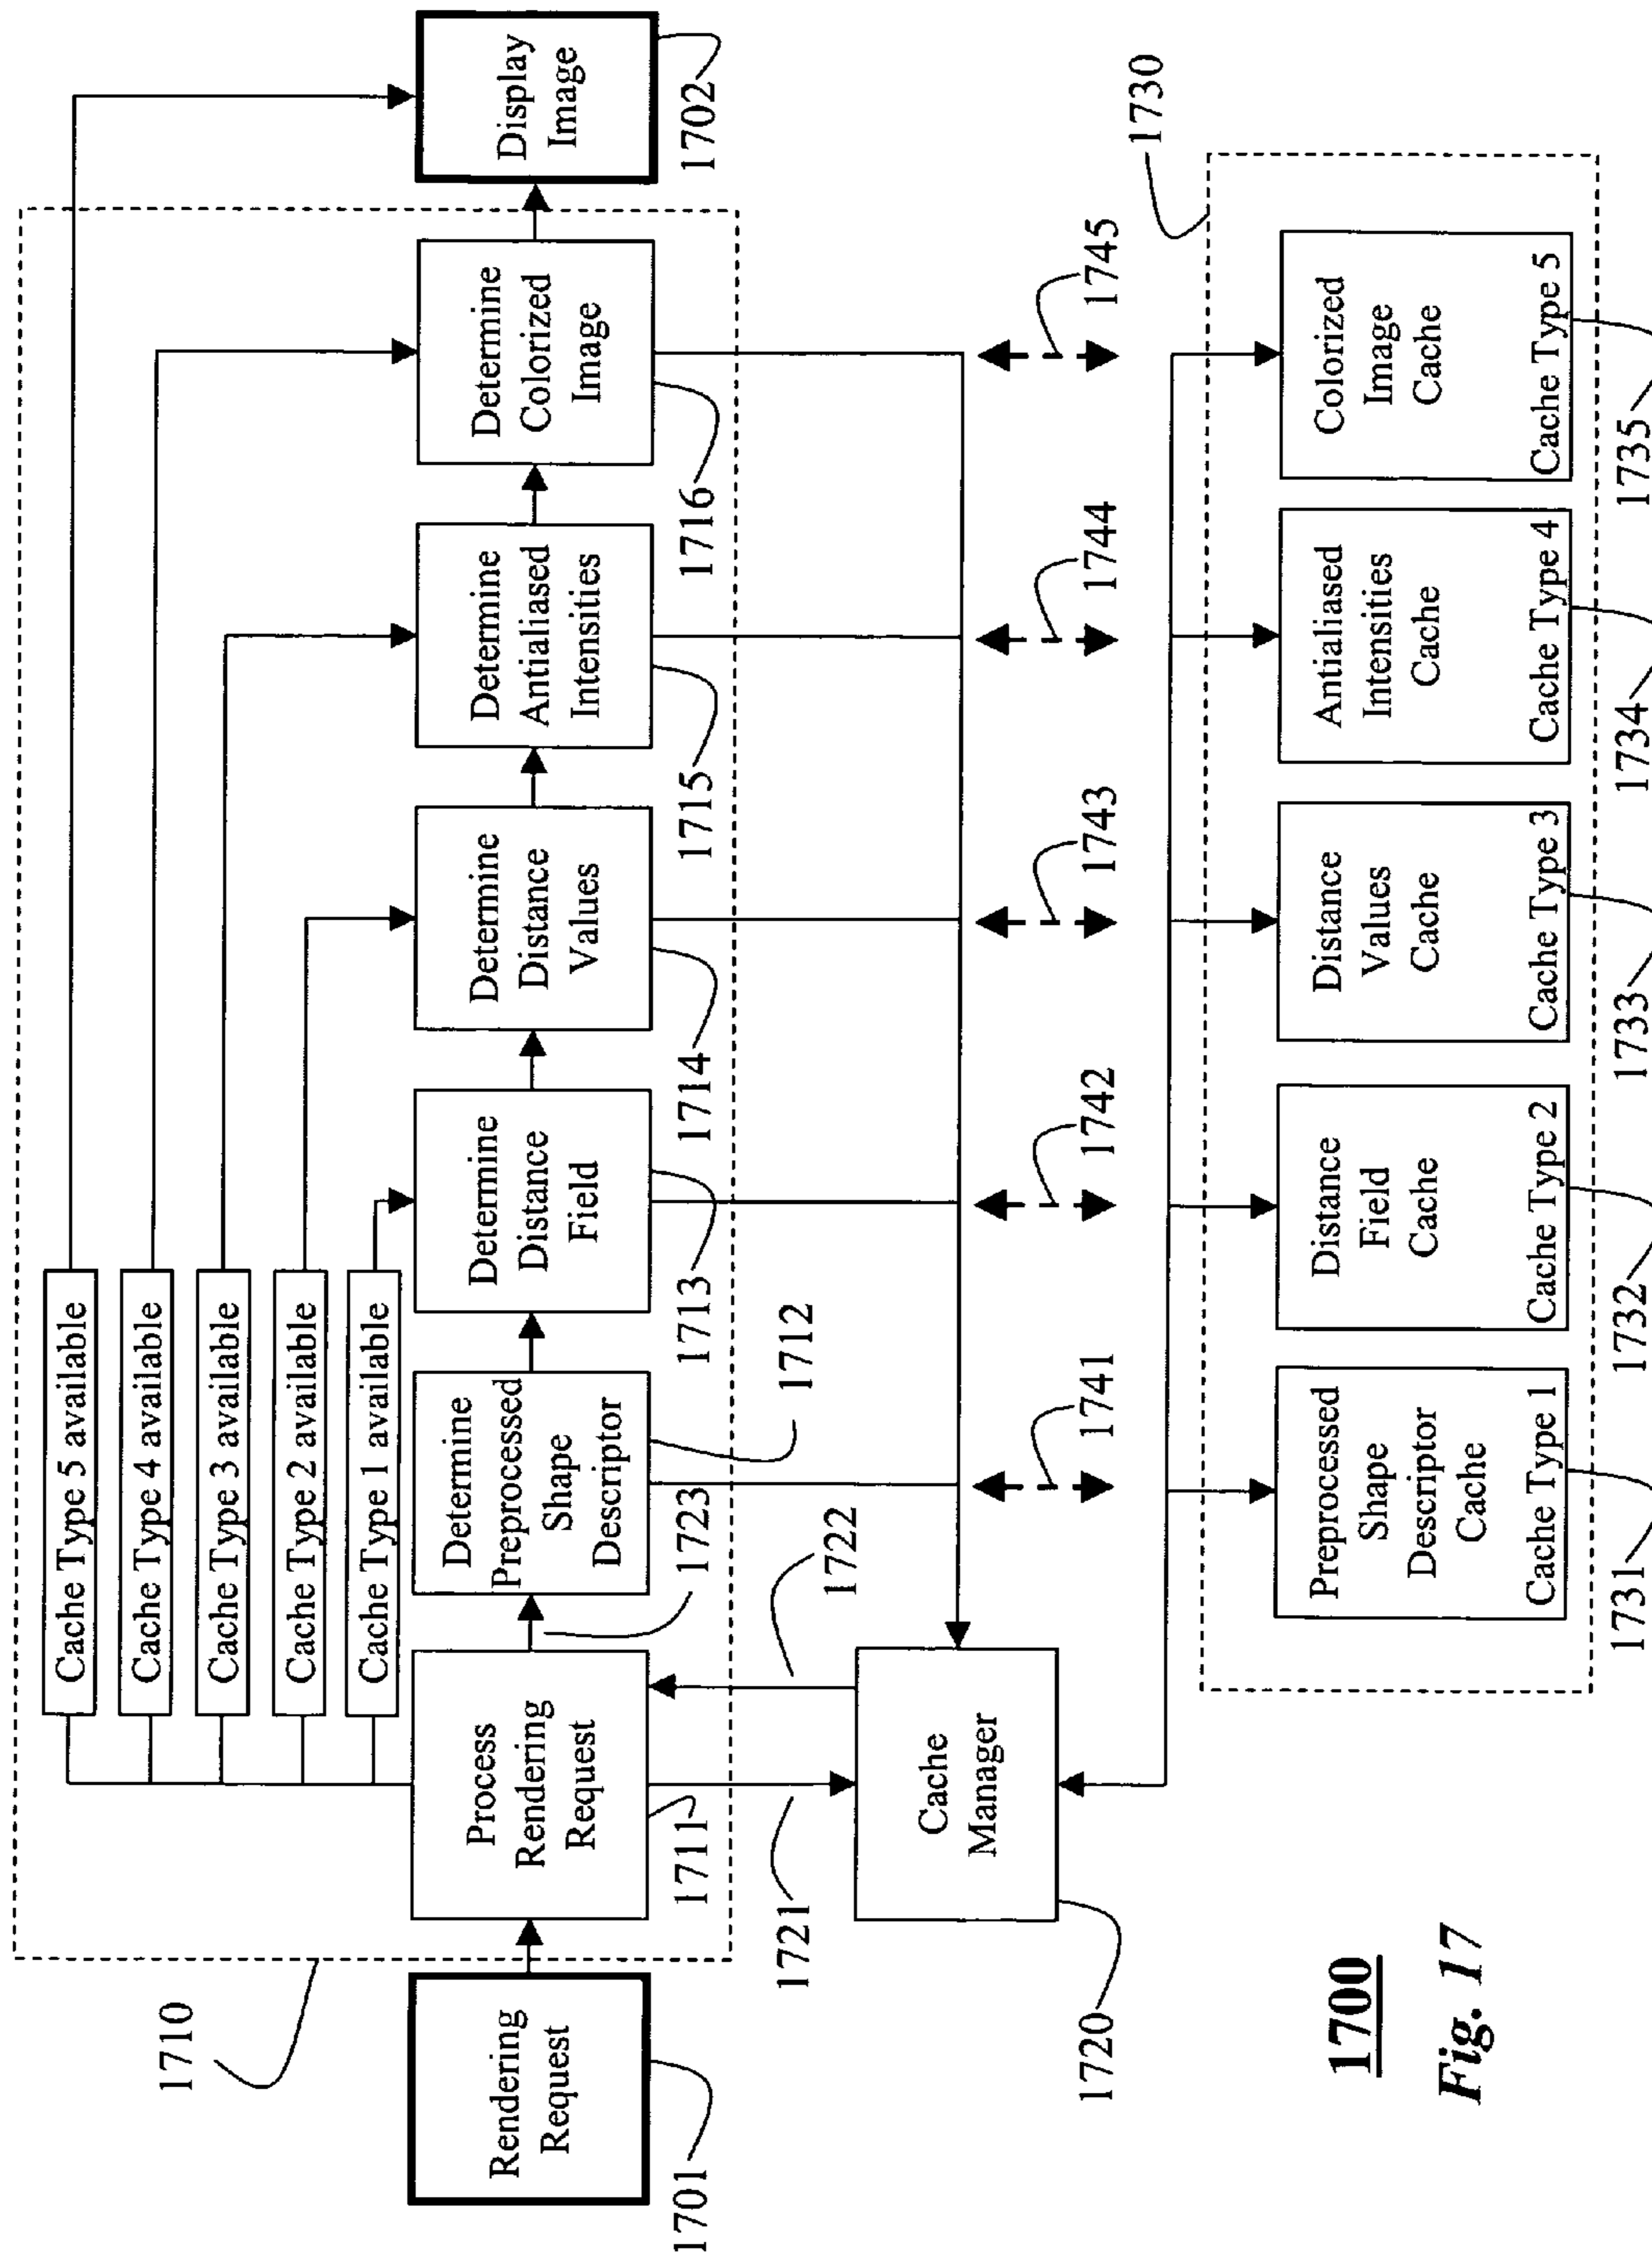 1710
Cache Type 5 available
Cache Type 4 available
Cache Type 3 available
Cache Type 2 available
Cache Type 1 available
Rendering
Request
1701
Process
Rendering
Request
1711
Determine
Preprocessed
Shape
Descriptor
1712
Determine
Distance
Field
1713
Determine
Distance
Values
1714
Determine
Antialiased
Intensities
1715
Determine
Colorized
Image
1716
Display
Image
1702
1721
1722
1723
Cache
Manager
1720
1741
1742
1743
1744
1745
1730
Preprocessed
Shape
Descriptor
Cache
Cache Type 1
1731
Distance
Field
Cache
Cache Type 2
1732
Distance
Values
Cache
Cache Type 3
1733
Antialiased
Intensities
Cache
Cache Type 4
1734
Colorized
Image
Cache
Cache Type 5
1735
1700
Fig. 17